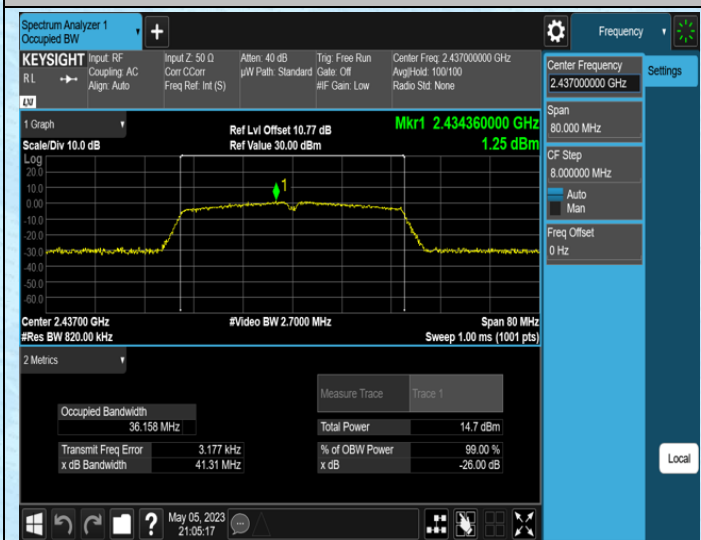 Spectrum Analyzer 1
Occupied BW
Frequency
KEYSIGHT
R L
LXI
Input: RF
Coupling: AC
Align: Auto
Input Z: 50 Ω
Corr CCorr
Freq Ref: Int (S)
Atten: 40 dB
µW Path: Standard
Trig: Free Run
Gate: Off
#IF Gain: Low
Center Freq: 2.437000000 GHz
Avg|Hold: 100/100
Radio Std: None
Center Frequency
2.437000000 GHz
Settings
Span
80.000 MHz
CF Step
8.000000 MHz
Auto
Man
Freq Offset
0 Hz
Local
1 Graph
Scale/Div 10.0 dB
Ref Lvl Offset 10.77 dB
Ref Value 30.00 dBm
Mkr1 2.434360000 GHz
1.25 dBm
Log
20.0
10.0
0.00
-10.0
-20.0
-30.0
-40.0
-50.0
-60.0
1
Center 2.43700 GHz
#Res BW 820.00 kHz
#Video BW 2.7000 MHz
Span 80 MHz
Sweep 1.00 ms (1001 pts)
2 Metrics
Measure Trace Trace 1
Occupied Bandwidth
36.158 MHz
Total Power 14.7 dBm
Transmit Freq Error 3.177 kHz
% of OBW Power 99.00 %
x dB Bandwidth 41.31 MHz
x dB -26.00 dB
?
May 05, 2023
21:05:17